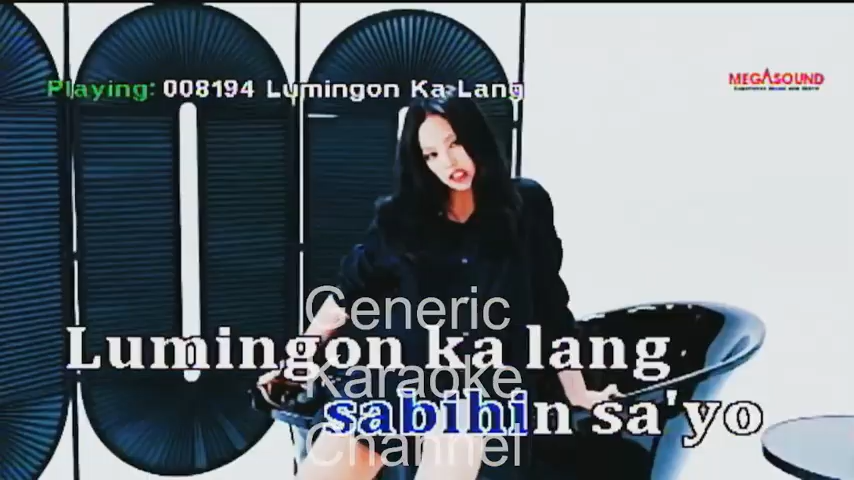 Playing: 008194 Lumingon Ka Lang
MEGASOUND
Generic
Lumingon ka lang
Karaoke
sabihin sa'yo
Channel